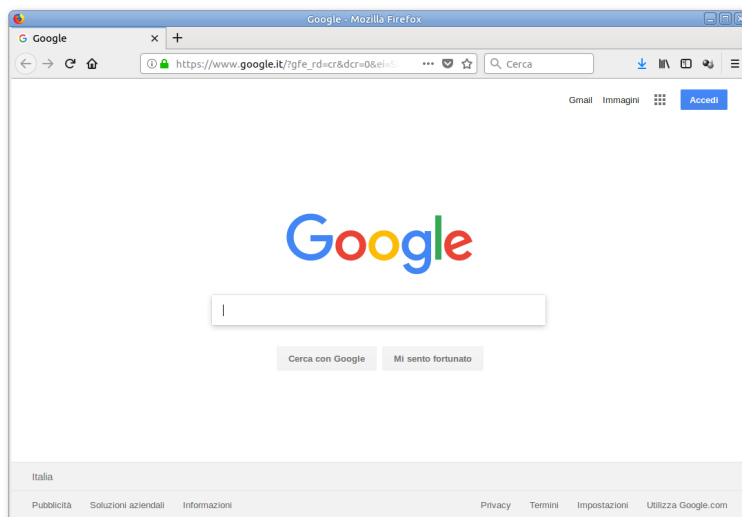 Google - Mozilla Firefox
Google
https://www.google.it/?gfe_rd=cr&dcr=0&ei=
Cerca
Gmail Immagini Accedi
Google
Cerca con Google Mi sento fortunato
Italia
Pubblicità Soluzioni aziendali Informazioni Privacy Termini Impostazioni Utilizza Google.com